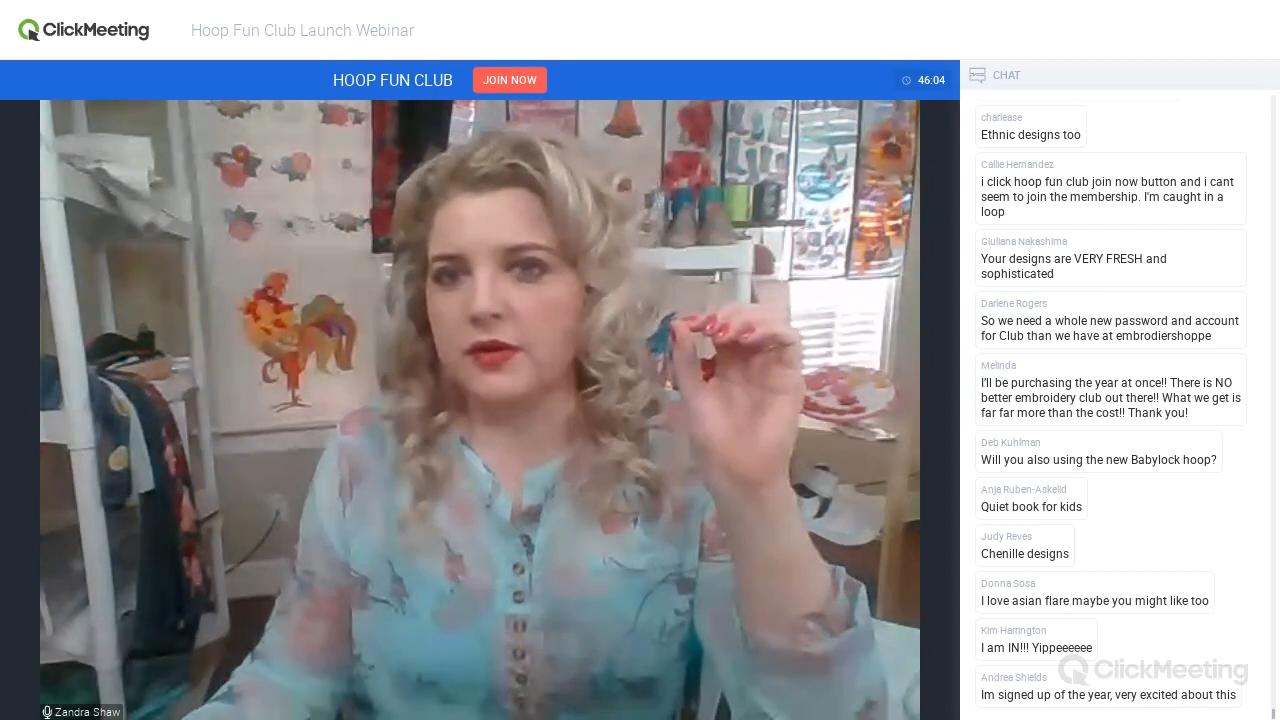 ClickMeeting
Hoop Fun Club Launch Webinar
HOOP FUN CLUB
JOIN NOW
46:04
CHAT
charlease
Ethnic designs too
Callie Hernandez
i click hoop fun club join now button and i cant
seem to join the membership. I'm caught in a
loop
Giuliana Nakashima
Your designs are VERY FRESH and
sophisticated
Darlene Rogers
So we need a whole new password and account
for Club than we have at embrodiershoppe
Melinda
I'll be purchasing the year at once!! There is NO
better embroidery club out there!! What we get is
far far more than the cost!! Thank you!
Deb Kuhlman
Will you also using the new Babylock hoop?
Anja Ruben-Askelid
Quiet book for kids
Judy Reves
Chenille designs
Donna Sosa
I love asian flare maybe you might like too
Kim Harrington
I am IN!!! Yippeeeeee
Andrea Shields
Im signed up of the year, very excited about this
ClickMeeting
Zandra Shaw